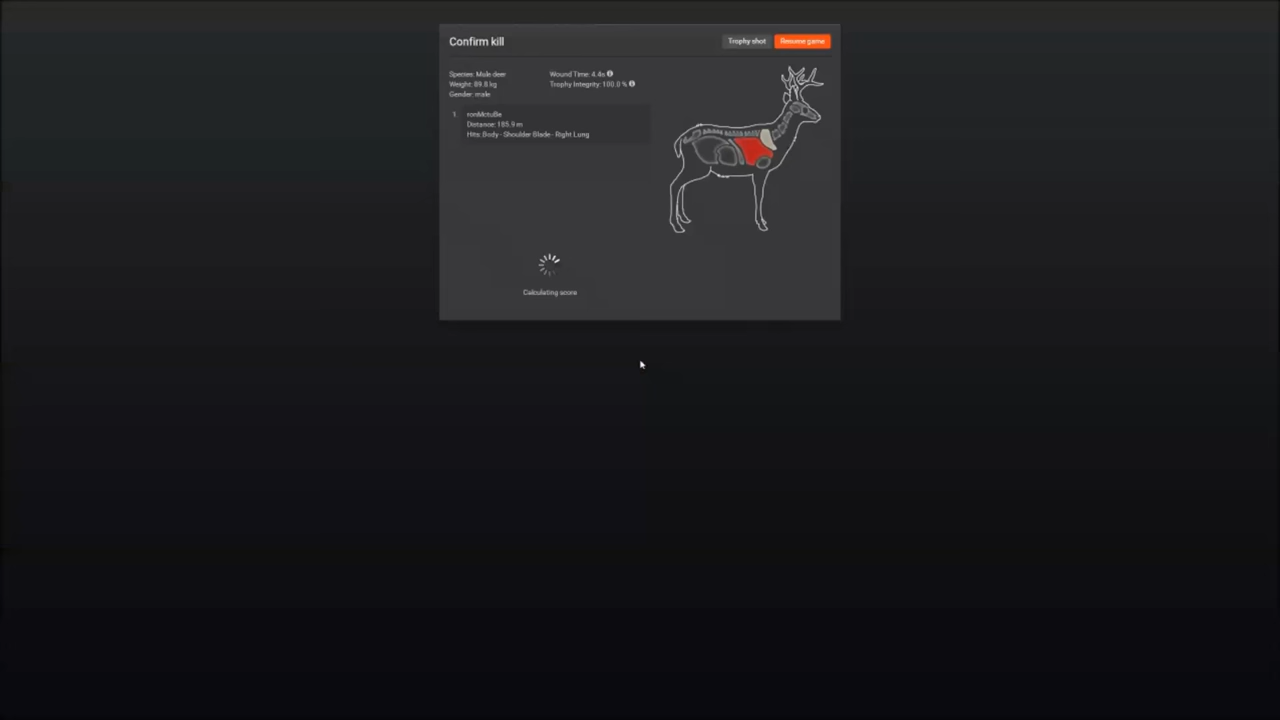 Confirm kill
Trophy shot
Resume game
Species: Mule deer
Wound Time: 4.4s
Weight: 89.8 kg
Trophy Integrity: 100.0 %
Gender: male
1. ronMctuBe
Distance: 185.9 m
Hits: Body - Shoulder Blade - Right Lung
Calculating score